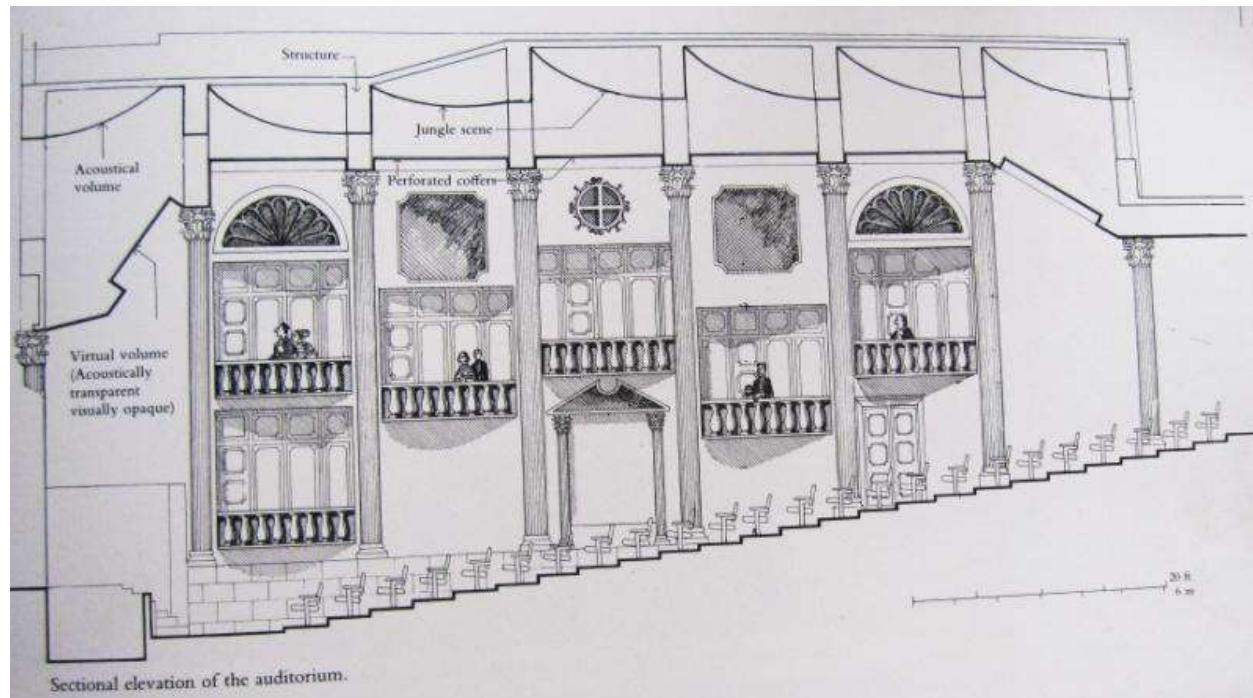 Structure
Jungle scene
Acoustical
volume
Perforated coffers
Virtual volume
(Acoustically
transparent
visually opaque)
20 ft
6 m
Sectional elevation of the auditorium.